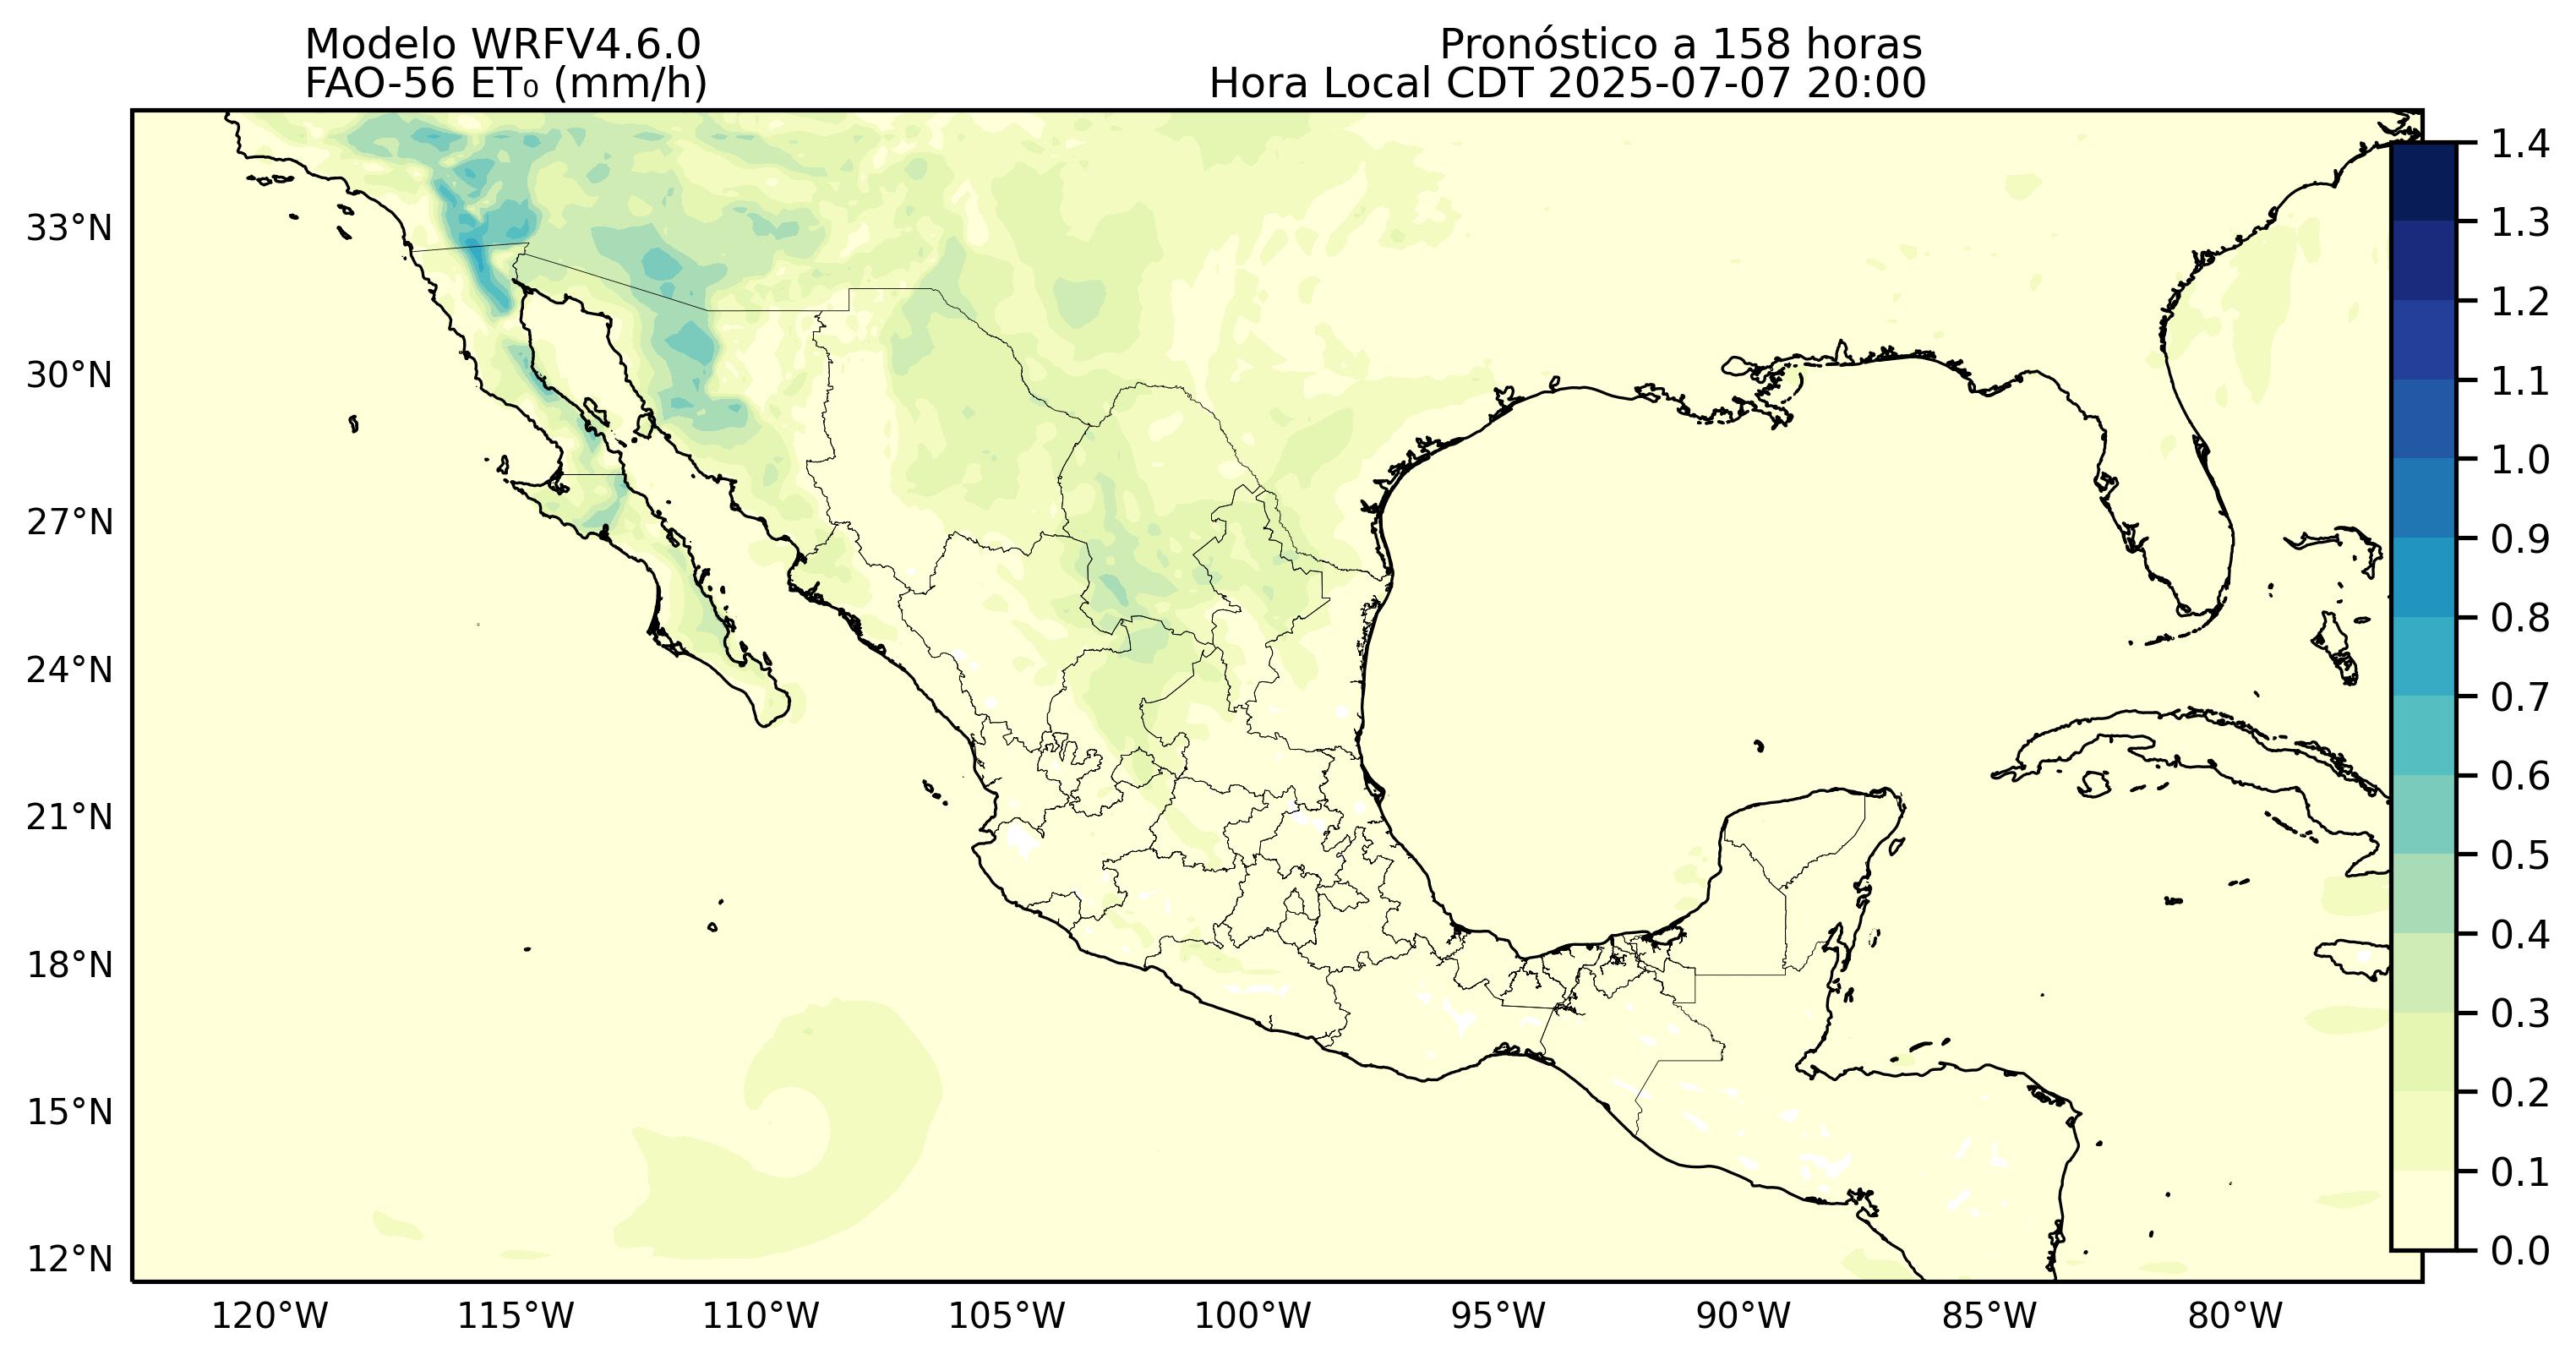 Modelo WRFV4.6.0
FAO-56 ET₀ (mm/h)
Pronóstico a 158 horas
Hora Local CDT 2025-07-07 20:00
33°N
30°N
27°N
24°N
21°N
18°N
15°N
12°N
120°W
115°W
110°W
105°W
100°W
95°W
90°W
85°W
80°W
1.4
1.3
1.2
1.1
1.0
0.9
0.8
0.7
0.6
0.5
0.4
0.3
0.2
0.1
0.0